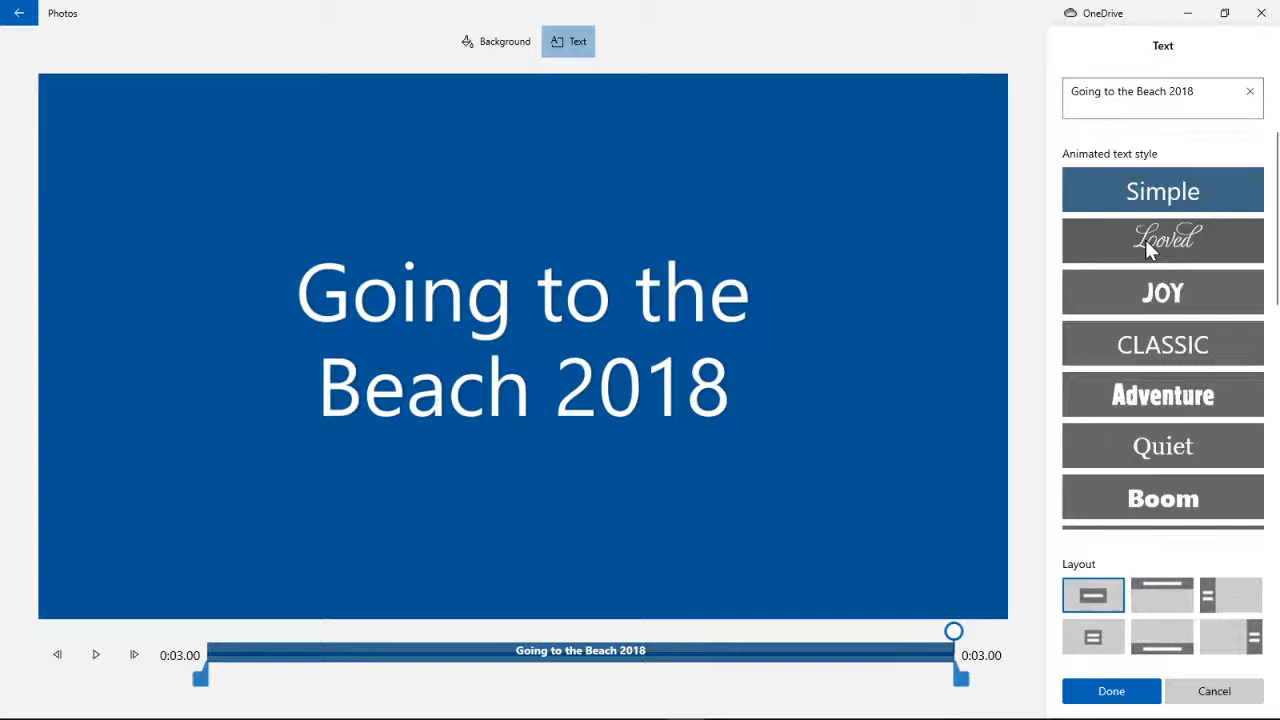 Photos
OneDrive
Background
Text
Text
Going to the Beach 2018
Animated text style
Simple
Loved
JOY
CLASSIC
Adventure
Quiet
Boom
Going to the
Beach 2018
Layout
0:03.00
Going to the Beach 2018
0:03.00
Done
Cancel